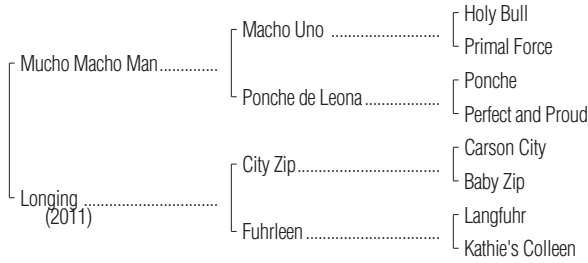 Holy Bull
Macho Uno ......................
Primal Force
Mucho Macho Man............
Ponche
Ponche de Leona...............
Perfect and Proud
Carson City
City Zip.............................
Baby Zip
Longing ...........................
(2011)
Langfuhr
Fuhrleen ...........................
Kathie's Colleen